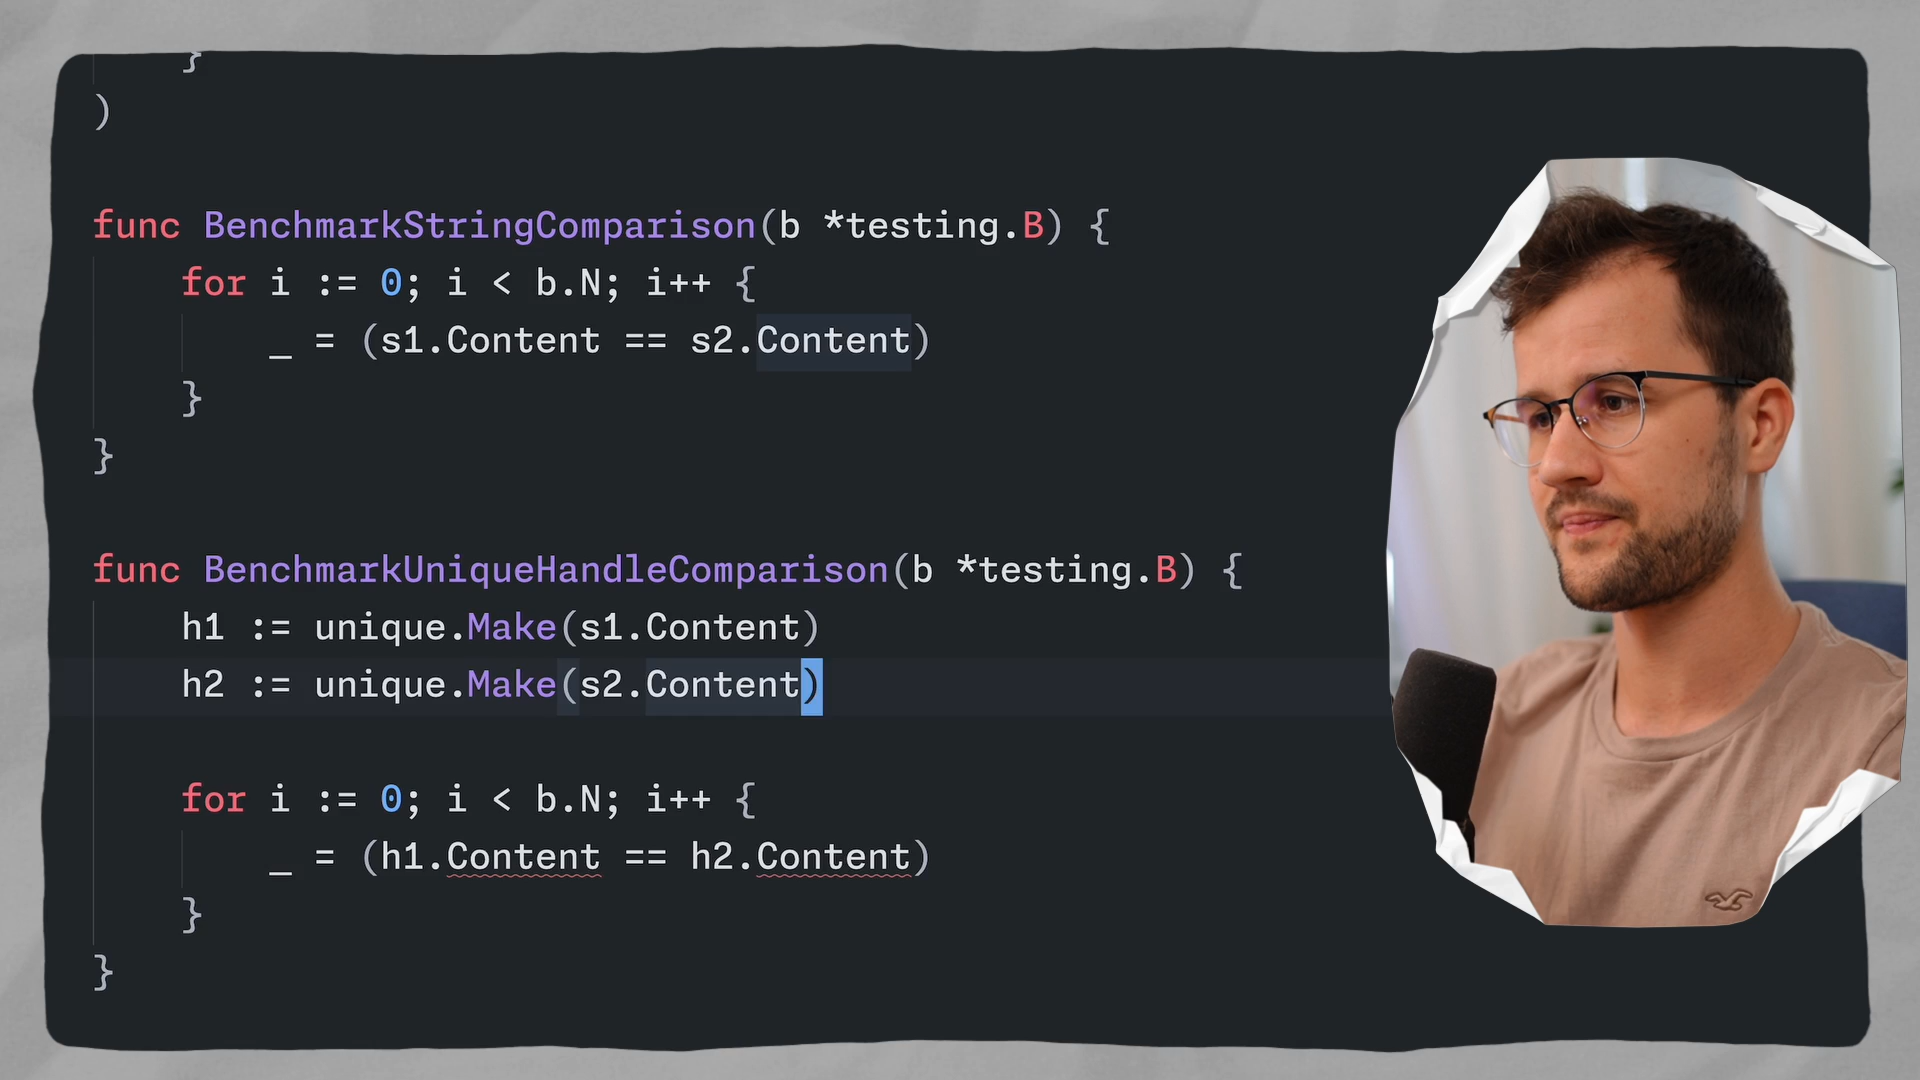 }
)
func BenchmarkStringComparison(b *testing.B) {
for i := 0; i < b.N; i++ {
_ = (s1.Content == s2.Content)
}
}
func BenchmarkUniqueHandleComparison(b *testing.B) {
h1 := unique.Make(s1.Content)
h2 := unique.Make(s2.Content)
for i := 0; i < b.N; i++ {
_ = (h1.Content == h2.Content)
}
}